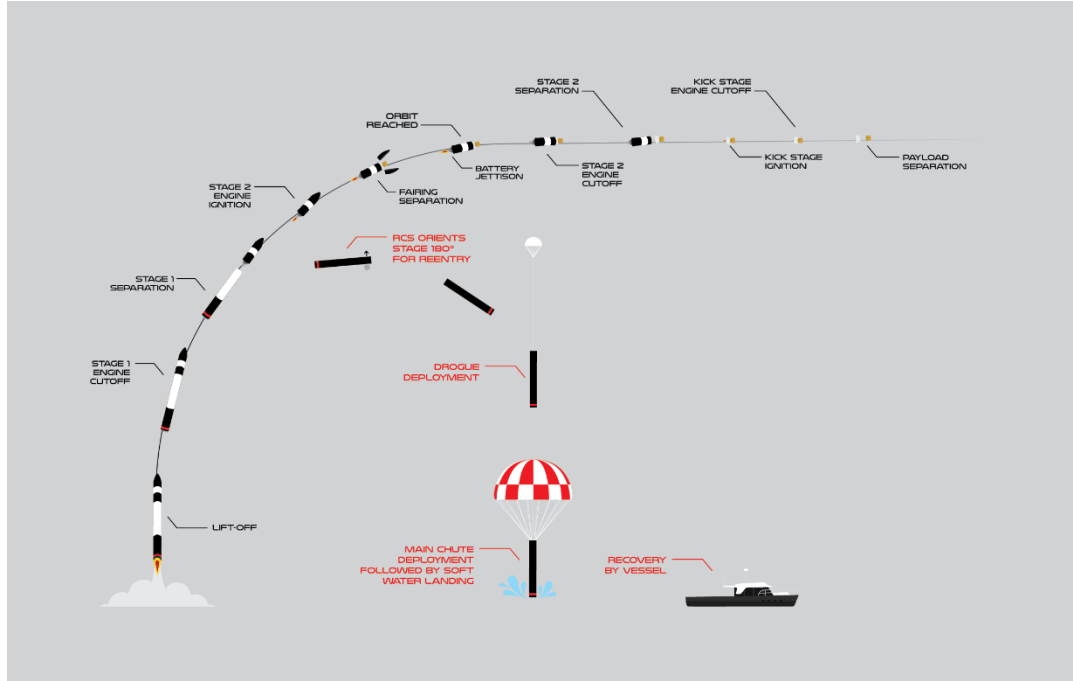 LIFT-OFF
STAGE 1
ENGINE
CUTOFF
STAGE 1
SEPARATION
STAGE 2
ENGINE
IGNITION
FAIRING
SEPARATION
ORBIT
REACHED
BATTERY
JETTISON
STAGE 2
ENGINE
CUTOFF
STAGE 2
SEPARATION
KICK STAGE
IGNITION
KICK STAGE
ENGINE CUTOFF
PAYLOAD
SEPARATION
RCS ORIENTS
STAGE 180°
FOR REENTRY
DROGUE
DEPLOYMENT
MAIN CHUTE
DEPLOYMENT
FOLLOWED BY SOFT
WATER LANDING
RECOVERY
BY VESSEL